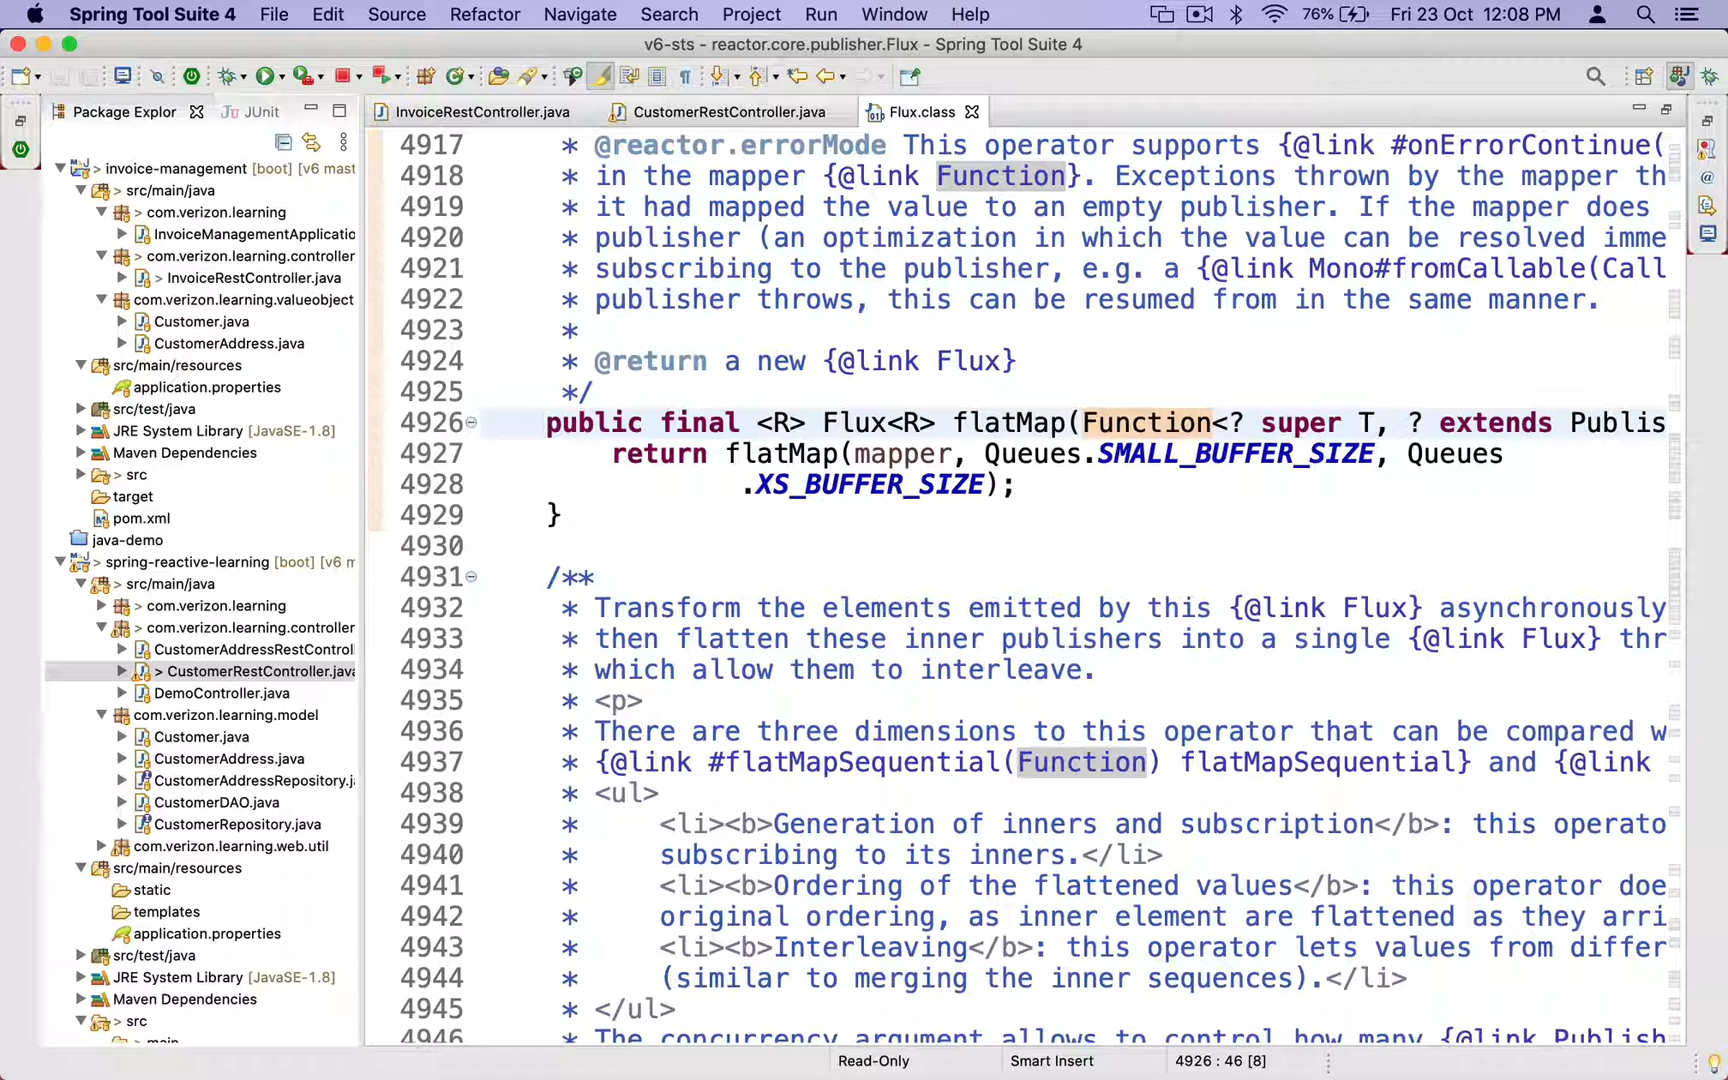 Spring Tool Suite 4 File Edit Source Refactor Navigate Search Project Run Window Help 76% Fri 23 Oct 12:08 PM
v6-sts - reactor.core.publisher.Flux - Spring Tool Suite 4
Package Explor JUnit
InvoiceRestController.java CustomerRestController.java Flux.class
> invoice-management [boot] [v6 mast
> src/main/java
> com.verizon.learning
InvoiceManagementApplicatio
> com.verizon.learning.controller
> InvoiceRestController.java
com.verizon.learning.valueobject
Customer.java
CustomerAddress.java
src/main/resources
application.properties
src/test/java
JRE System Library [JavaSE-1.8]
Maven Dependencies
> src
target
pom.xml
java-demo
> spring-reactive-learning [boot] [v6 m
> src/main/java
> com.verizon.learning
> com.verizon.learning.controller
CustomerAddressRestControl
> CustomerRestController.java
DemoController.java
com.verizon.learning.model
Customer.java
CustomerAddress.java
CustomerAddressRepository.ja
CustomerDAO.java
CustomerRepository.java
com.verizon.learning.web.util
src/main/resources
static
templates
application.properties
src/test/java
JRE System Library [JavaSE-1.8]
Maven Dependencies
> src
4917 * @reactor.errorMode This operator supports {@link #onErrorContinue(
4918 * in the mapper {@link Function}. Exceptions thrown by the mapper th
4919 * it had mapped the value to an empty publisher. If the mapper does
4920 * publisher (an optimization in which the value can be resolved imme
4921 * subscribing to the publisher, e.g. a {@link Mono#fromCallable(Call
4922 * publisher throws, this can be resumed from in the same manner.
4923 *
4924 * @return a new {@link Flux}
4925 */
4926 public final <R> Flux<R> flatMap(Function<? super T, ? extends Publis
4927 return flatMap(mapper, Queues.SMALL_BUFFER_SIZE, Queues
4928 .XS_BUFFER_SIZE);
4929 }
4930
4931 /**
4932 * Transform the elements emitted by this {@link Flux} asynchronously
4933 * then flatten these inner publishers into a single {@link Flux} thr
4934 * which allow them to interleave.
4935 * <p>
4936 * There are three dimensions to this operator that can be compared w
4937 * {@link #flatMapSequential(Function) flatMapSequential} and {@link
4938 * <ul>
4939 * <li><b>Generation of inners and subscription</b>: this operato
4940 * subscribing to its inners.</li>
4941 * <li><b>Ordering of the flattened values</b>: this operator doe
4942 * original ordering, as inner element are flattened as they arri
4943 * <li><b>Interleaving</b>: this operator lets values from differ
4944 * (similar to merging the inner sequences).</li>
4945 * </ul>
4946 * The concurrency argument allows to control how many {@link Publish
Read-Only Smart Insert 4926 : 46 [8]